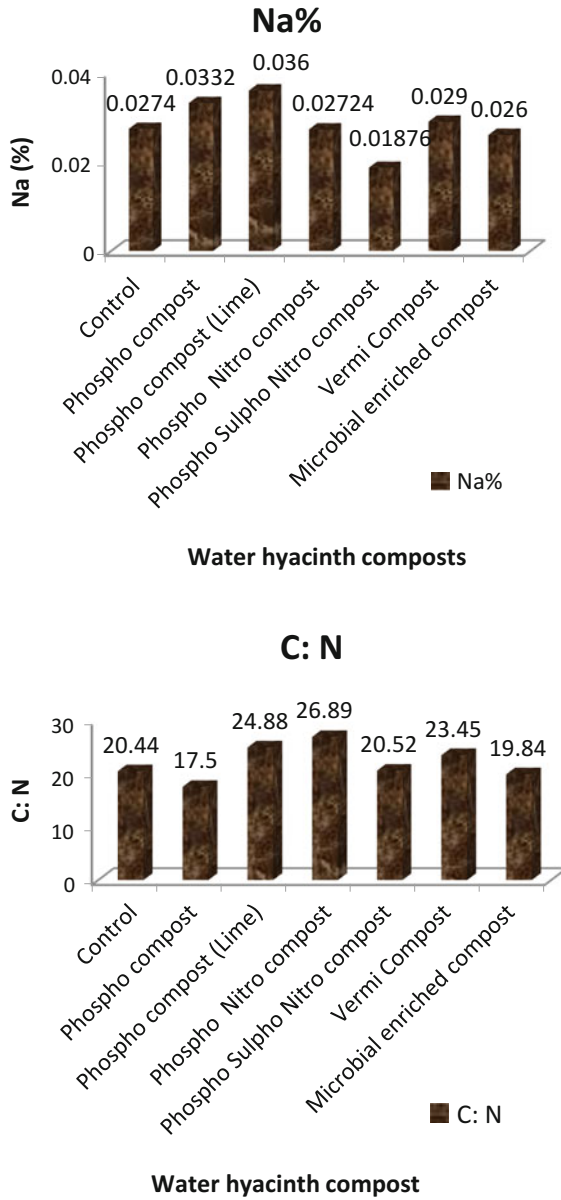 Na%
0.04
0.02
0
Na (%)
0.0274
0.0332
0.036
0.02724
0.01876
0.029
0.026
Control
Phospho compost
Phospho compost (Lime)
Phospho Nitro compost
Phospho Sulpho Nitro compost
Vermi Compost
Microbial enriched compost
Na%
Water hyacinth composts
C: N
30
20
10
0
C: N
20.44
17.5
24.88
26.89
20.52
23.45
19.84
Control
Phospho compost
Phospho compost (Lime)
Phospho Nitro compost
Phospho Sulpho Nitro compost
Vermi Compost
Microbial enriched compost
C: N
Water hyacinth compost